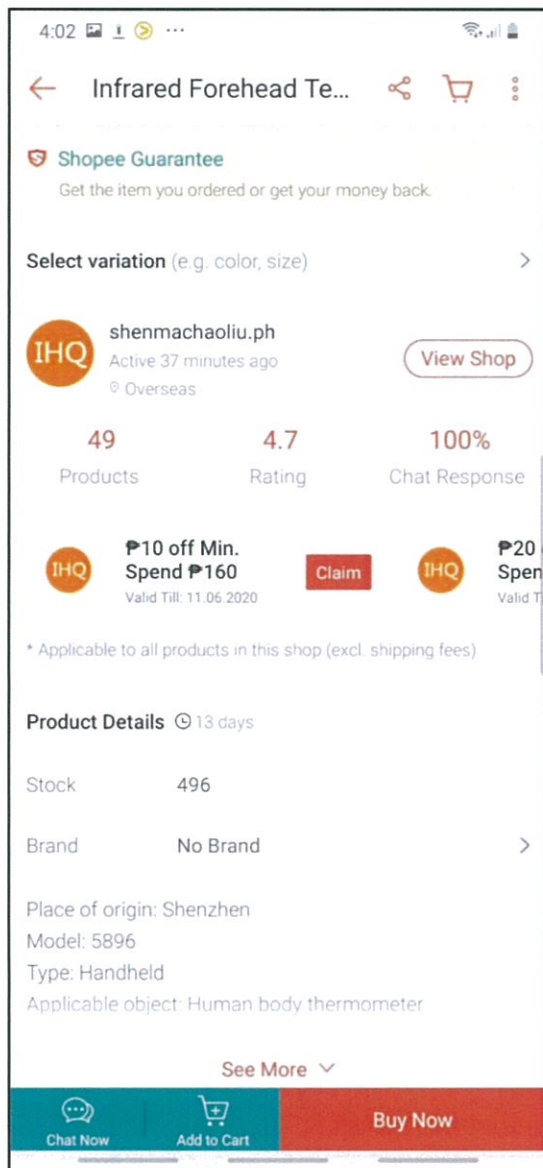 4:02
Infrared Forehead Te...
Shopee Guarantee
Get the item you ordered or get your money back.
Select variation (e.g. color, size)
IHQ
shenmachaoliu.ph
Active 37 minutes ago
Overseas
View Shop
49
4.7
100%
Products
Rating
Chat Response
IHQ
₱10 off Min.
Spend ₱160
Valid Till: 11.06.2020
Claim
IHQ
₱20
Spen
Valid T
* Applicable to all products in this shop (excl. shipping fees)
Product Details 13 days
Stock 496
Brand No Brand
Place of origin: Shenzhen
Model: 5896
Type: Handheld
Applicable object: Human body thermometer
See More
Chat Now
Add to Cart
Buy Now